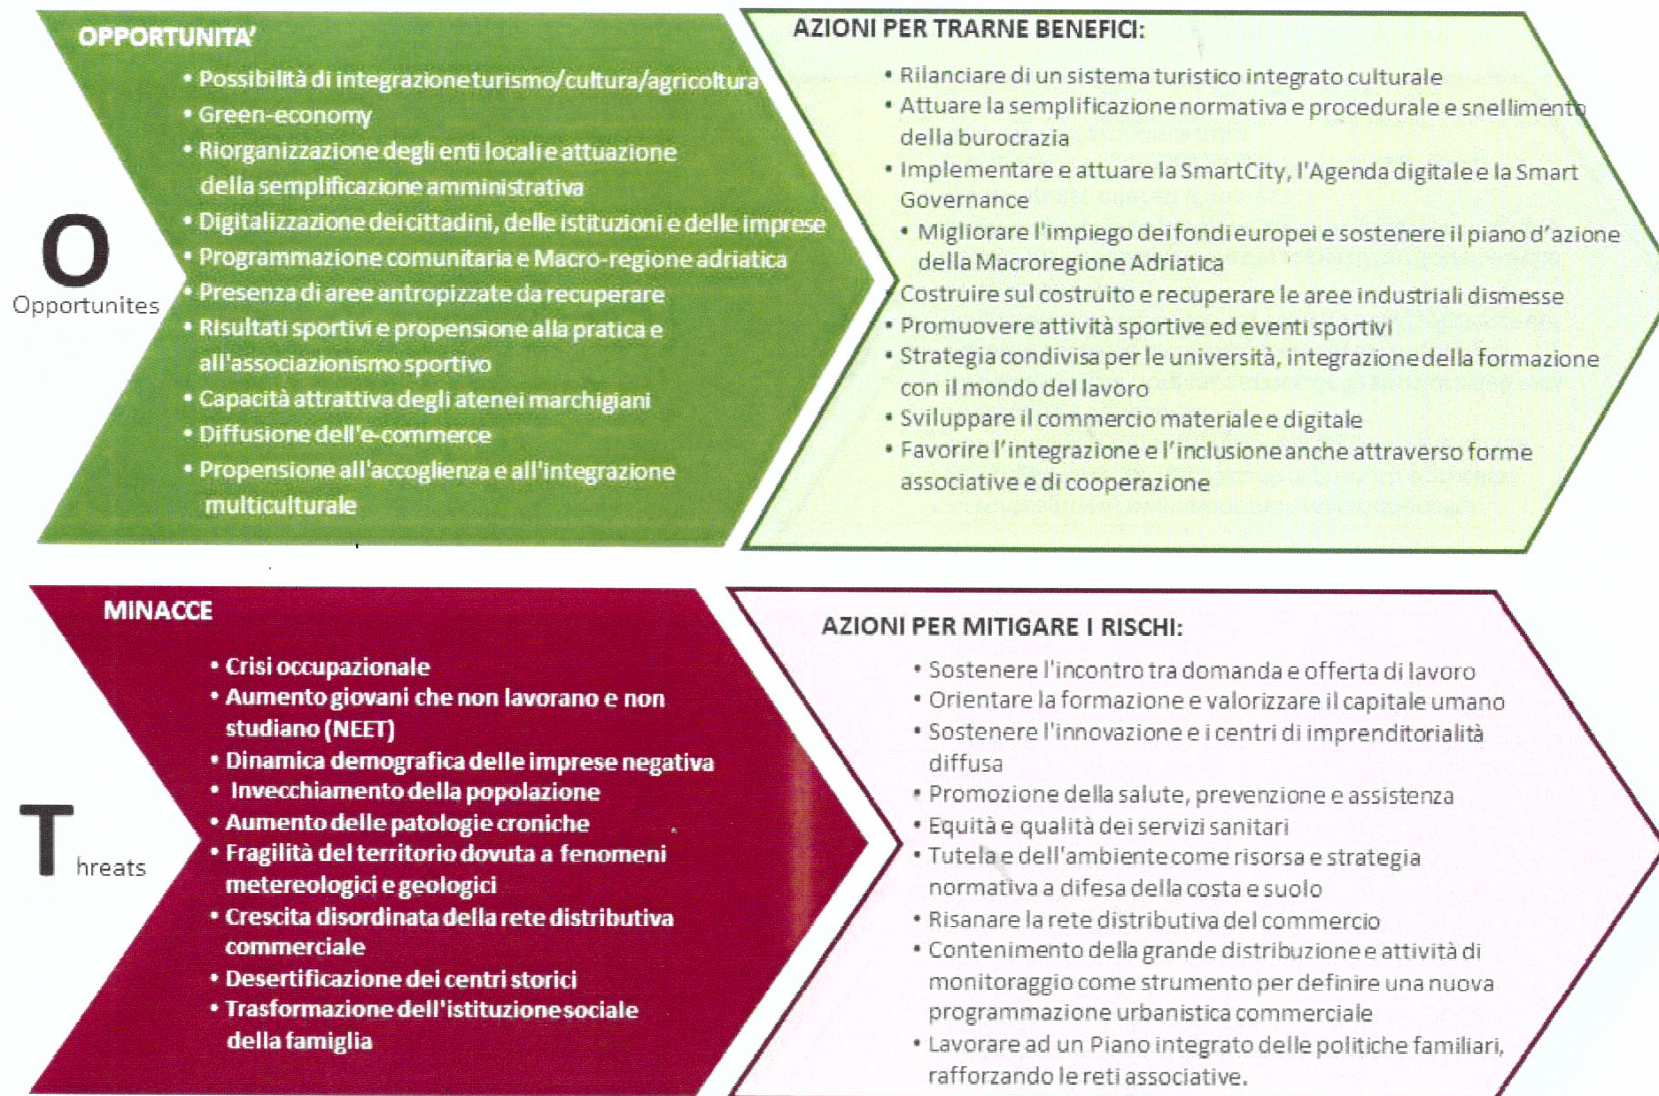 OPPORTUNITA'
• Possibilità di integrazione turismo/cultura/agricoltura
• Green-economy
• Riorganizzazione degli enti locali e attuazione
della semplificazione amministrativa
• Digitalizzazione dei cittadini, delle istituzioni e delle imprese
• Programmazione comunitaria e Macro-regione adriatica
• Presenza di aree antropizzate da recuperare
• Risultati sportivi e propensione alla pratica e
all'associazionismo sportivo
• Capacità attrattiva degli atenei marchigiani
• Diffusione dell'e-commerce
• Propensione all'accoglienza e all'integrazione
multiculturale
O
Opportunites
AZIONI PER TRARNE BENEFICI:
• Rilanciare di un sistema turistico integrato culturale
• Attuare la semplificazione normativa e procedurale e snellimento
della burocrazia
• Implementare e attuare la SmartCity, l'Agenda digitale e la Smart
Governance
• Migliorare l'impiego dei fondi europei e sostenere il piano d'azione
della Macroregione Adriatica
• Costruire sul costruito e recuperare le aree industriali dismesse
• Promuovere attività sportive ed eventi sportivi
• Strategia condivisa per le università, integrazione della formazione
con il mondo del lavoro
• Sviluppare il commercio materiale e digitale
• Favorire l'integrazione e l'inclusione anche attraverso forme
associative e di cooperazione
MINACCE
• Crisi occupazionale
• Aumento giovani che non lavorano e non
studiano (NEET)
• Dinamica demografica delle imprese negativa
• Invecchiamento della popolazione
• Aumento delle patologie croniche
• Fragilità del territorio dovuta a fenomeni
metereologici e geologici
• Crescita disordinata della rete distributiva
commerciale
• Desertificazione dei centri storici
• Trasformazione dell'istituzione sociale
della famiglia
Threats
AZIONI PER MITIGARE I RISCHI:
• Sostenere l'incontro tra domanda e offerta di lavoro
• Orientare la formazione e valorizzare il capitale umano
• Sostenere l'innovazione e i centri di imprenditorialità
diffusa
• Promozione della salute, prevenzione e assistenza
• Equità e qualità dei servizi sanitari
• Tutela e dell'ambiente come risorsa e strategia
normativa a difesa della costa e suolo
• Risanare la rete distributiva del commercio
• Contenimento della grande distribuzione e attività di
monitoraggio come strumento per definire una nuova
programmazione urbanistica commerciale
• Lavorare ad un Piano integrato delle politiche familiari,
rafforzando le reti associative.